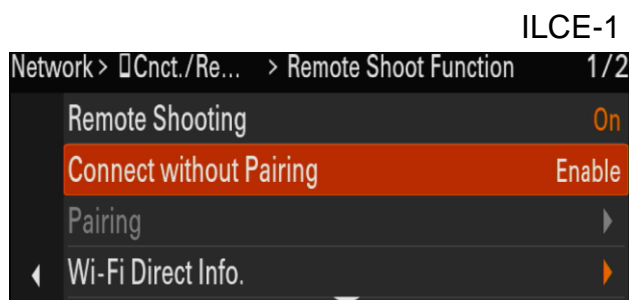 ILCE-1
Network > Cnct./Re... > Remote Shoot Function 1/2
Remote Shooting On
Connect without Pairing Enable
Pairing
Wi-Fi Direct Info.